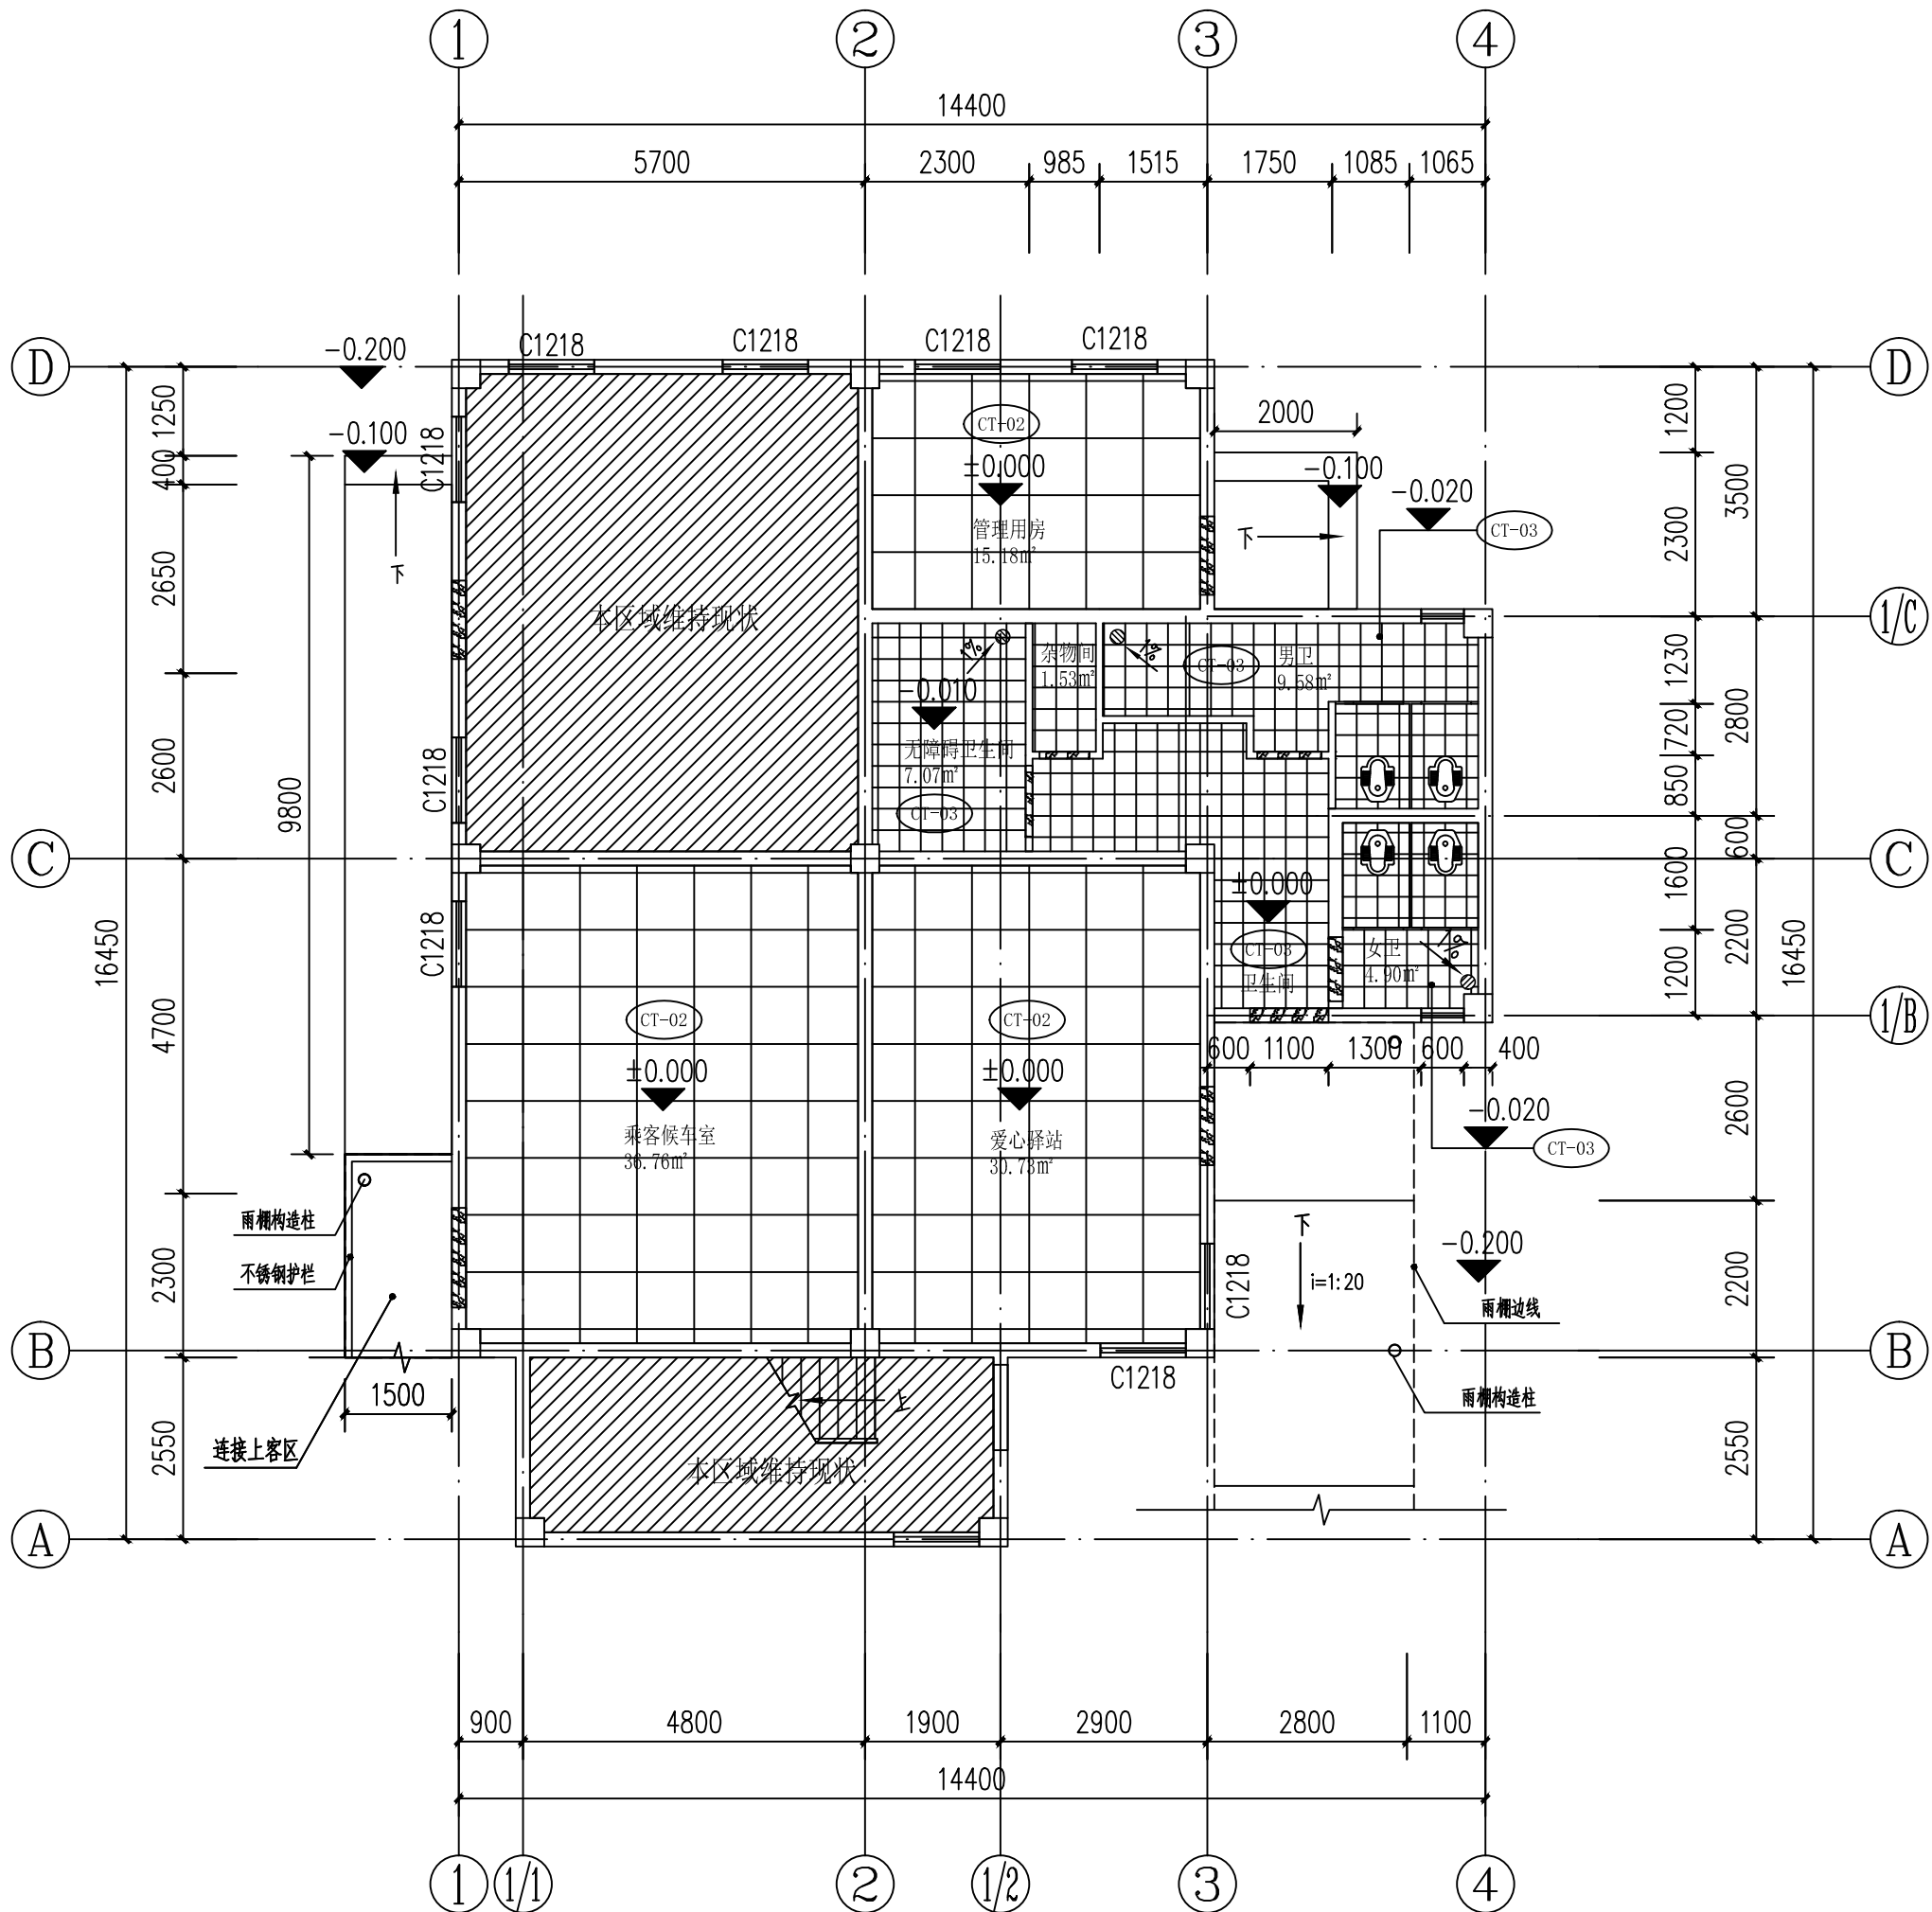 1
2
3
4
14400
5700
2300
985
1515
1750
1085
1065
D
-0.200
C1218
C1218
C1218
C1218
D
1250
400
-0.100
C1218
CT-02
±0.000
管理用房
15.18㎡
2000
-0.100
-0.020
CT-03
1200
2300
3500
下
下
2650
本区域维持现状
1/C
1%
杂物间
1.53㎡
1%
CT-03
男卫
9.58㎡
1230
-0.010
无障碍卫生间
7.07㎡
CT-03
720
2800
850
2600
C1218
9800
C
600
C
±0.000
1600
C1218
CT-03
卫生间
女卫
4.90㎡
1%
2200
1200
16450
16450
4700
CT-02
±0.000
乘客候车室
36.76㎡
CT-02
±0.000
爱心驿站
30.73㎡
1/B
600
1100
1300
600
400
-0.020
CT-03
2600
雨棚构造柱
不锈钢护栏
2300
C1218
下
i=1:20
-0.200
雨棚边线
2200
B
B
1500
C1218
雨棚构造柱
上
连接上客区
2550
本区域维持现状
2550
A
A
900
4800
1900
2900
2800
1100
14400
1
1/1
2
1/2
3
4